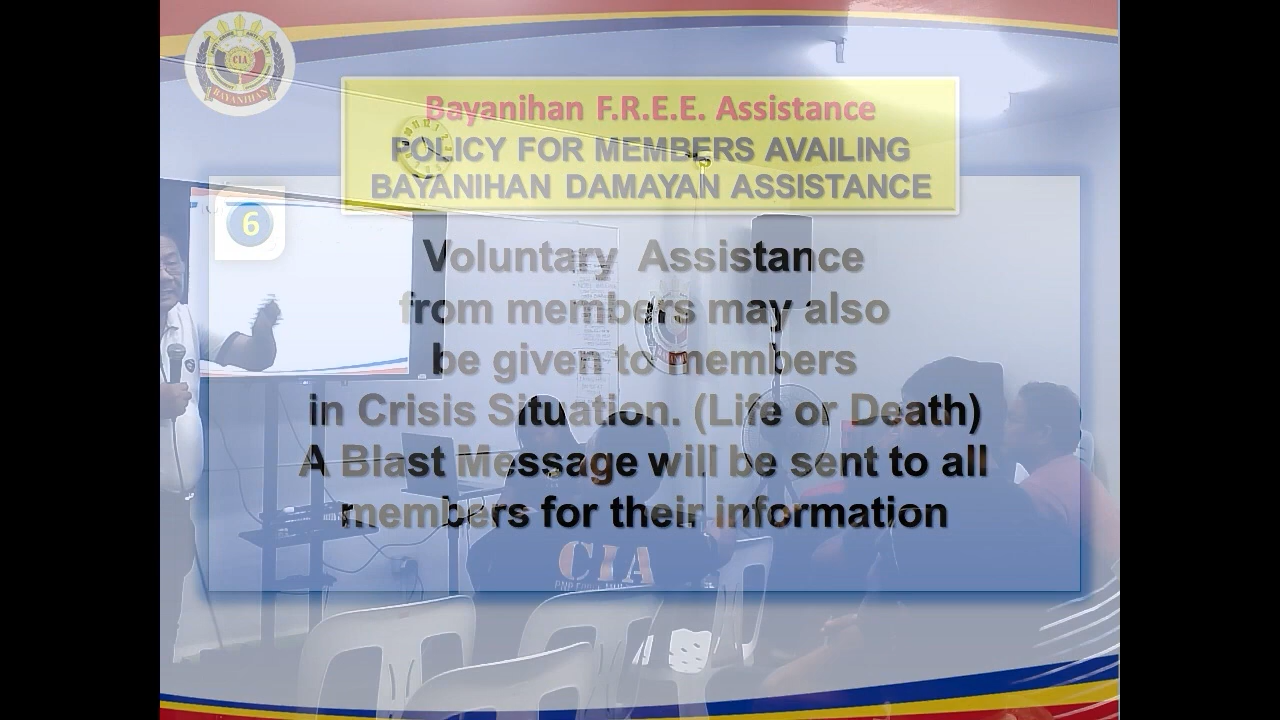 CIA
BAYANIHAN
Bayanihan F.R.E.E. Assistance
POLICY FOR MEMBERS AVAILING
BAYANIHAN DAMAYAN ASSISTANCE
6
Voluntary Assistance
from members may also
be given to members
in Crisis Situation. (Life or Death)
A Blast Message will be sent to all
members for their information
CIA